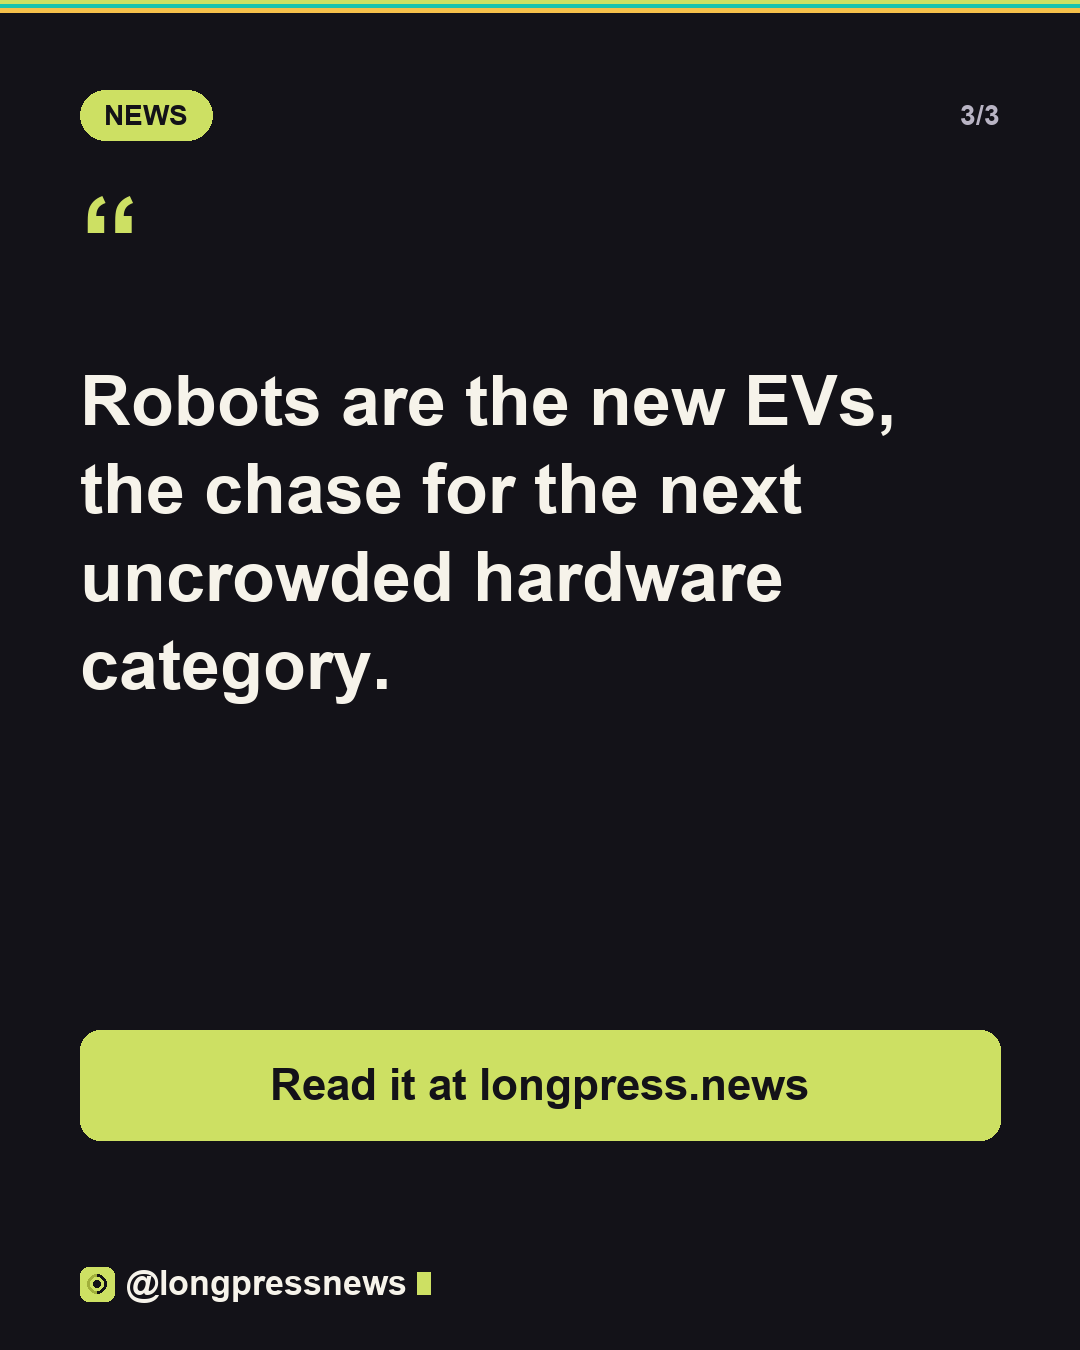 NEWS
3/3
“
Robots are the new EVs,
the chase for the next
uncrowded hardware
category.
Read it at longpress.news
@longpressnews